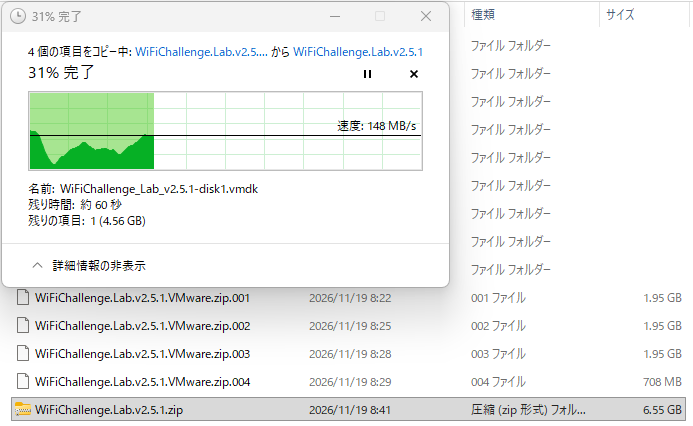 31% 完了
種類 サイズ
4 個の項目をコピー中: WiFiChallenge.Lab.v2.5.... から WiFiChallenge.Lab.v2.5.1
31% 完了
速度: 148 MB/s
名前: WiFiChallenge_Lab_v2.5.1-disk1.vmdk
残り時間: 約 60 秒
残りの項目: 1 (4.56 GB)
詳細情報の非表示
ファイル フォルダー
ファイル フォルダー
ファイル フォルダー
ファイル フォルダー
ファイル フォルダー
ファイル フォルダー
ファイル フォルダー
ファイル フォルダー
ファイル フォルダー
WiFiChallenge.Lab.v2.5.1.VMware.zip.001 2026/11/19 8:22 001 ファイル 1.95 GB
WiFiChallenge.Lab.v2.5.1.VMware.zip.002 2026/11/19 8:25 002 ファイル 1.95 GB
WiFiChallenge.Lab.v2.5.1.VMware.zip.003 2026/11/19 8:28 003 ファイル 1.95 GB
WiFiChallenge.Lab.v2.5.1.VMware.zip.004 2026/11/19 8:29 004 ファイル 708 MB
WiFiChallenge.Lab.v2.5.1.zip 2026/11/19 8:41 圧縮 (zip 形式) フォル... 6.55 GB